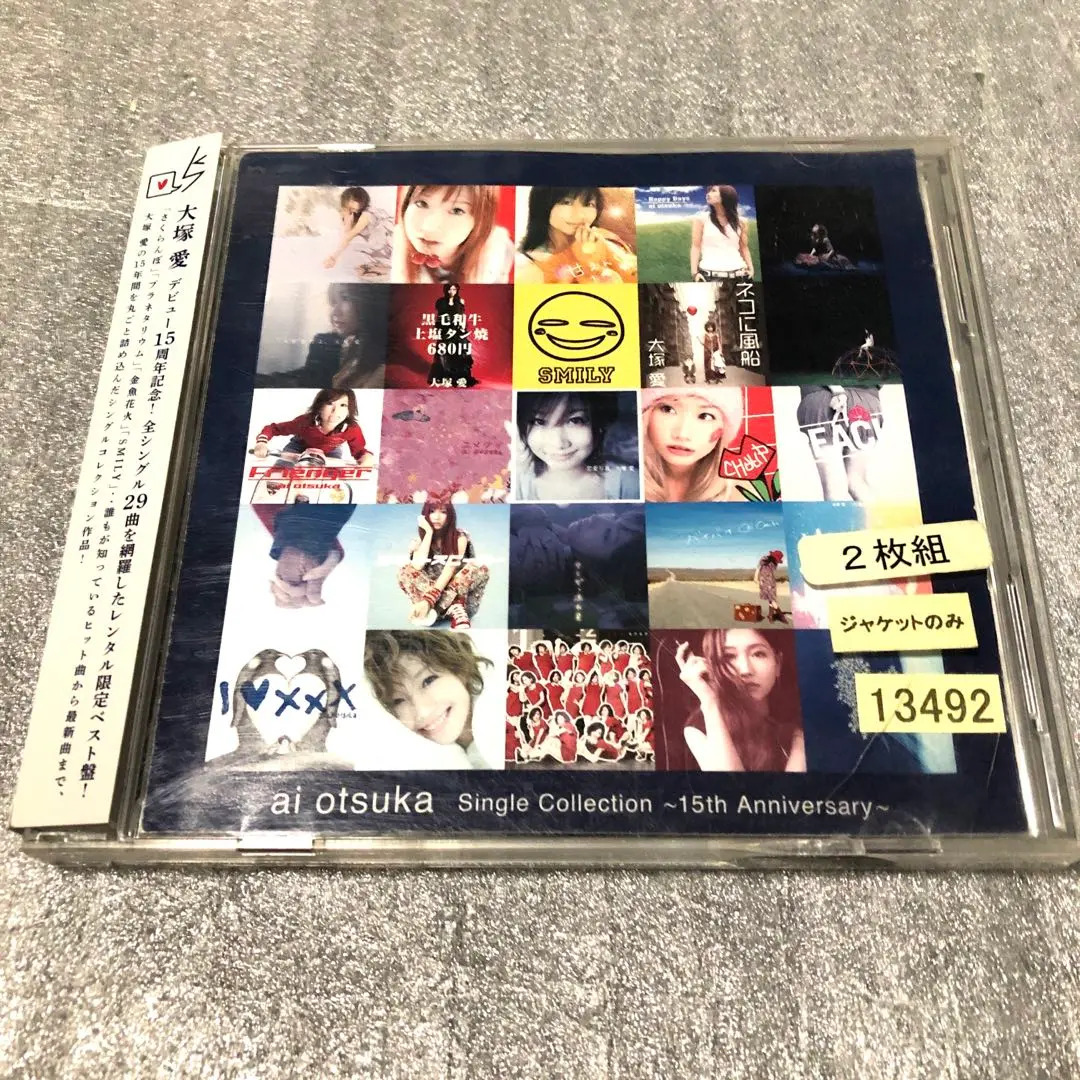 大塚 愛 デビュー15周年記念！全シングル29曲を網羅したレンタル限定ベスト盤！
「さくらんぼ」「プラネタリウム」「金魚花火」「SMILY」…誰もが知っているヒット曲から最新曲まで、
大塚 愛の15年間を丸ごと詰め込んだシングルコレクション作品！
Happy Days
ai otsuka
黒毛和牛
上塩タン焼
680円
大塚 愛
SMILY
ネコに風船
大塚 愛
Frienger
ai otsuka
CHU-LIP
PEACH
バイバイ
I ♥ xxx
2枚組
ジャケットのみ
13492
ai otsuka Single Collection ~15th Anniversary~